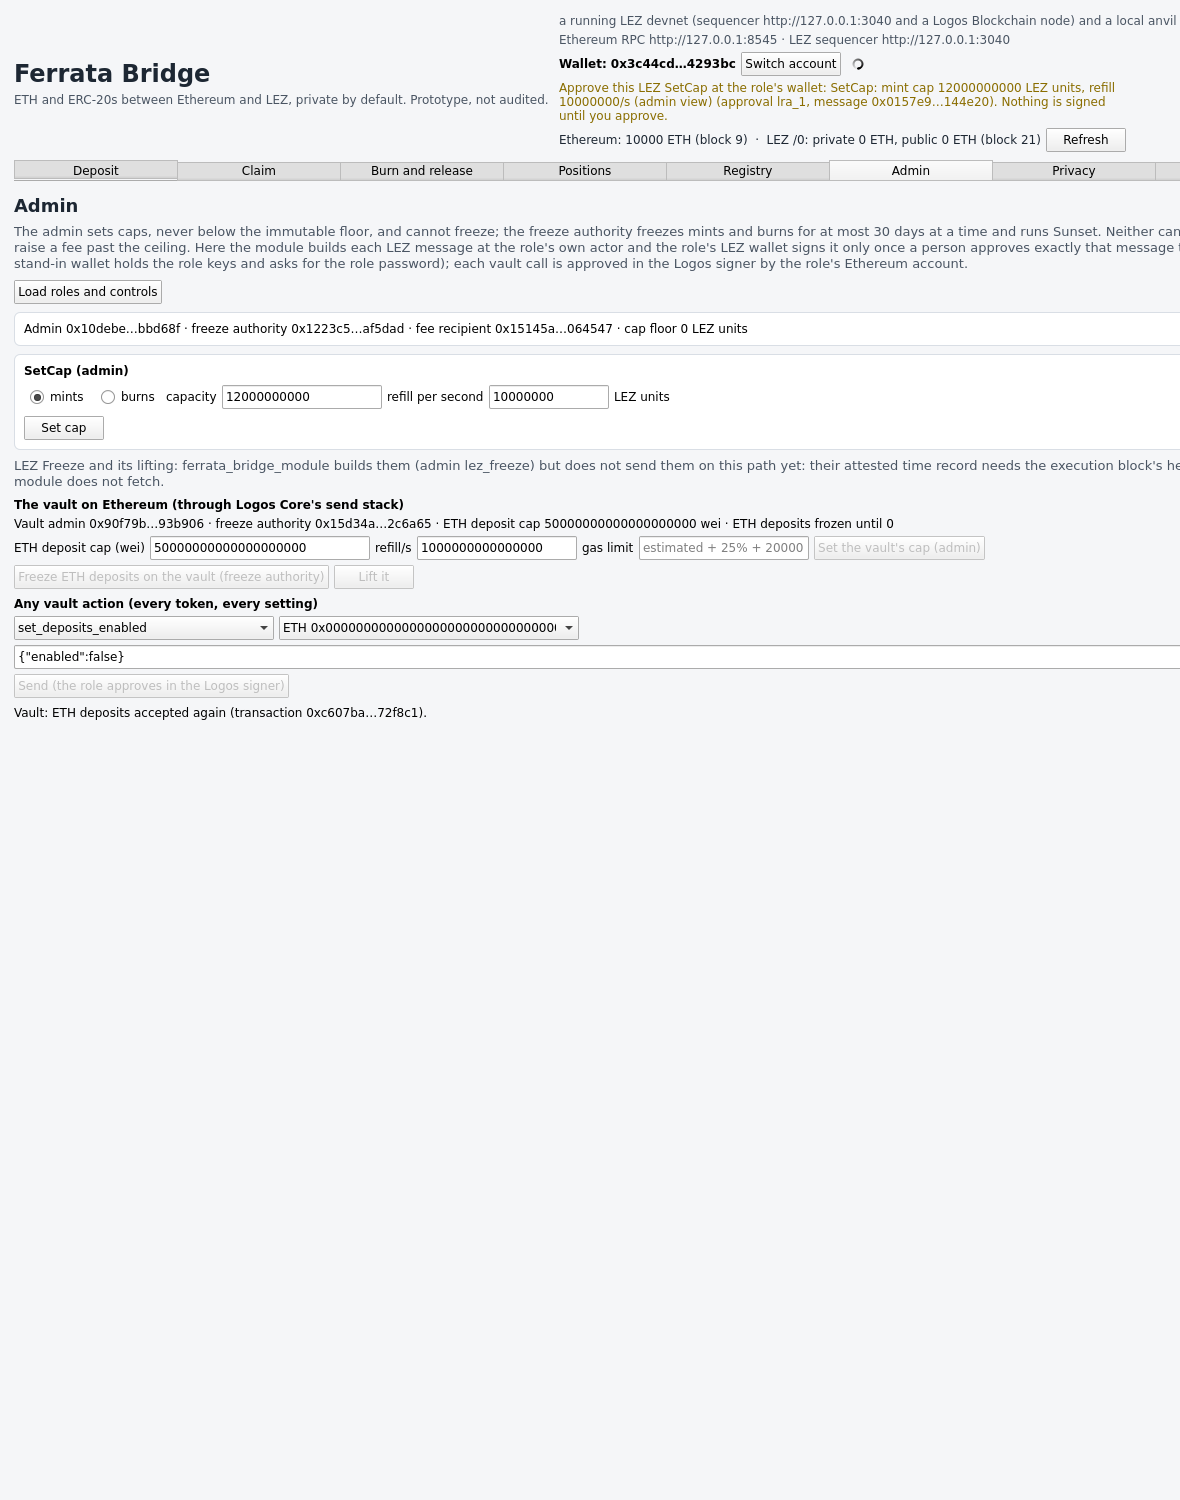 a running LEZ devnet (sequencer http://127.0.0.1:3040 and a Logos Blockchain node) and a local anvil
Ethereum RPC http://127.0.0.1:8545 · LEZ sequencer http://127.0.0.1:3040
Ferrata Bridge
ETH and ERC-20s between Ethereum and LEZ, private by default. Prototype, not audited.
Wallet: 0x3c44cd…4293bc Switch account
Approve this LEZ SetCap at the role's wallet: SetCap: mint cap 12000000000 LEZ units, refill
10000000/s (admin view) (approval lra_1, message 0x0157e9…144e20). Nothing is signed
until you approve.
Ethereum: 10000 ETH (block 9) · LEZ /0: private 0 ETH, public 0 ETH (block 21) Refresh
Deposit Claim Burn and release Positions Registry Admin Privacy
Admin
The admin sets caps, never below the immutable floor, and cannot freeze; the freeze authority freezes mints and burns for at most 30 days at a time and runs Sunset. Neither can
raise a fee past the ceiling. Here the module builds each LEZ message at the role's own actor and the role's LEZ wallet signs it only once a person approves exactly that message
stand-in wallet holds the role keys and asks for the role password); each vault call is approved in the Logos signer by the role's Ethereum account.
Load roles and controls
Admin 0x10debe…bbd68f · freeze authority 0x1223c5…af5dad · fee recipient 0x15145a…064547 · cap floor 0 LEZ units
SetCap (admin)
mints burns capacity 12000000000 refill per second 10000000 LEZ units
Set cap
LEZ Freeze and its lifting: ferrata_bridge_module builds them (admin lez_freeze) but does not send them on this path yet: their attested time record needs the execution block's
module does not fetch.
The vault on Ethereum (through Logos Core's send stack)
Vault admin 0x90f79b…93b906 · freeze authority 0x15d34a…2c6a65 · ETH deposit cap 50000000000000000000 wei · ETH deposits frozen until 0
ETH deposit cap (wei) 50000000000000000000 refill/s 1000000000000000 gas limit estimated + 25% + 20000 Set the vault's cap (admin)
Freeze ETH deposits on the vault (freeze authority) Lift it
Any vault action (every token, every setting)
set_deposits_enabled ETH
{"enabled":false}
Send (the role approves in the Logos signer)
Vault: ETH deposits accepted again (transaction 0xc607ba…72f8c1).